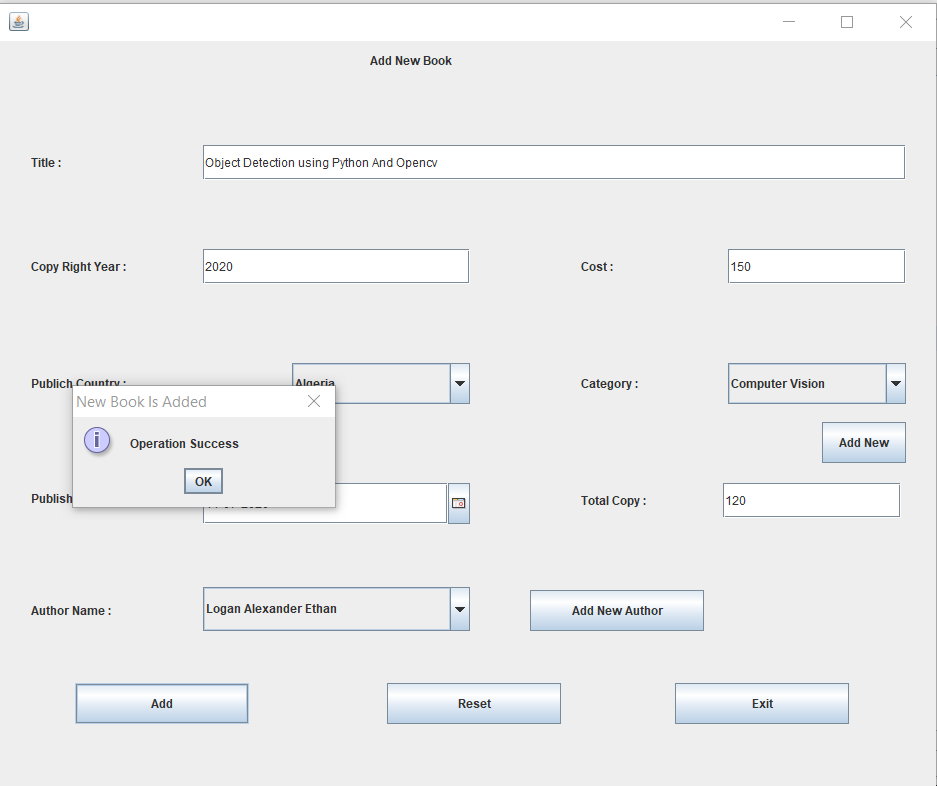 Add New Book
Title :
Object Detection using Python And Opencv
Copy Right Year :
2020
Cost :
150
Publich Country :
Algeria
Category :
Computer Vision
New Book Is Added
Operation Success
OK
Add New
Publish
Total Copy :
120
Author Name :
Logan Alexander Ethan
Add New Author
Add
Reset
Exit